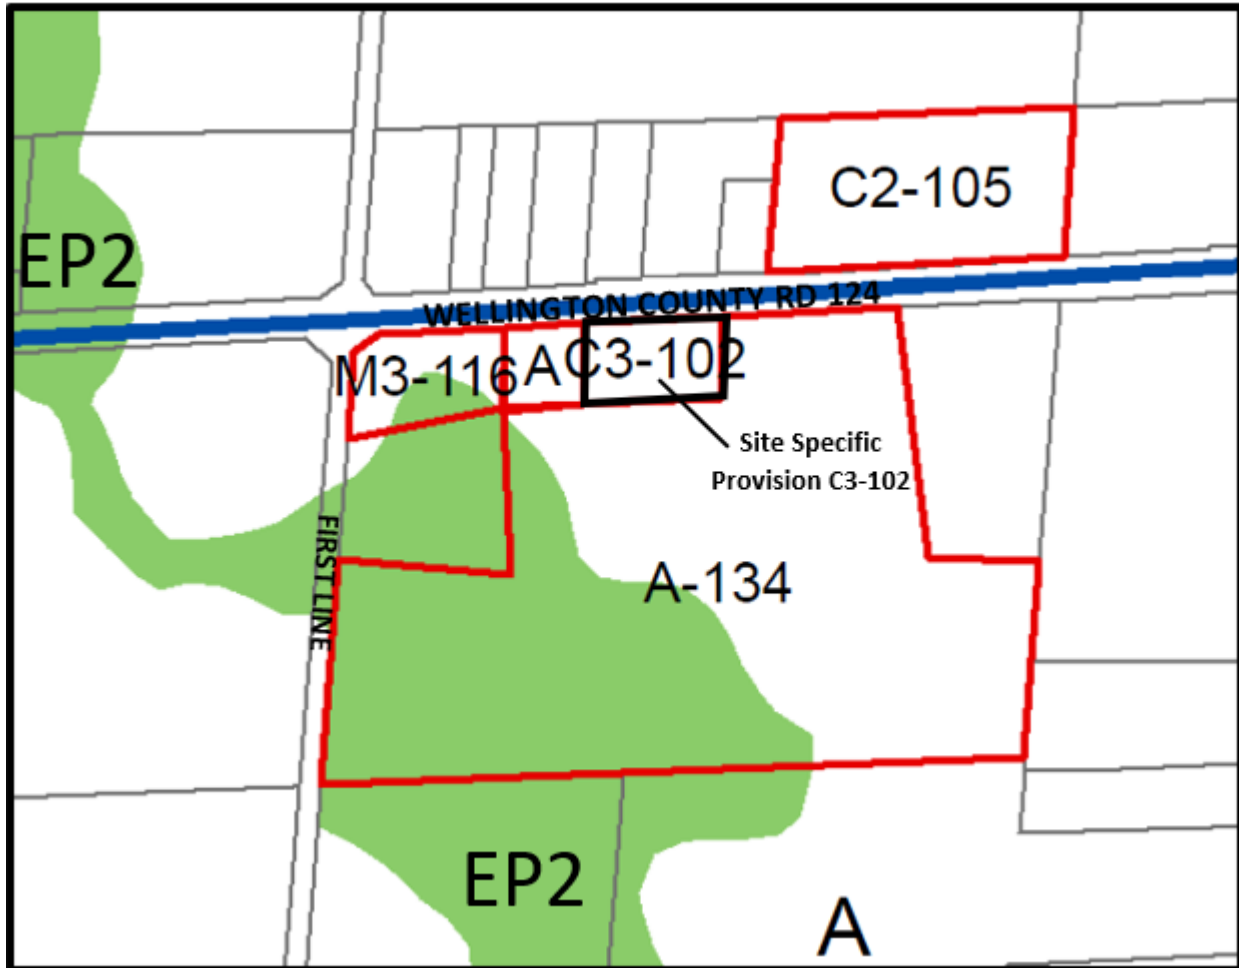 C2-105
EP2
WELLINGTON COUNTY RD 124
M3-116
A
C3-102
Site Specific
Provision C3-102
FIRST LINE
A-134
EP2
A